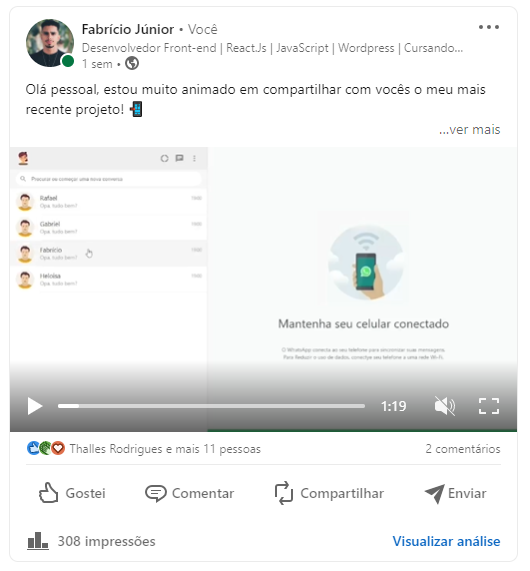 Fabrício Júnior • Você
Desenvolvedor Front-end | ReactJs | JavaScript | Wordpress | Cursando...
1 sem •
Olá pessoal, estou muito animado em compartilhar com vocês o meu mais
recente projeto!
...ver mais
Procurar ou começar uma nova conversa
Rafael
Opa, tudo bem?
Gabriel
Opa, tudo bem?
Fabrício
Opa, tudo bem?
Heloisa
Opa, tudo bem?
Mantenha seu celular conectado
O WhatsApp conecta ao seu telefone para sincronizar suas mensagens.
Para Reduzir o uso de dados, conectye seu telefone a uma rede Wi-Fi.
1:19
Thalles Rodrigues e mais 11 pessoas
2 comentários
Gostei
Comentar
Compartilhar
Enviar
308 impressões
Visualizar análise